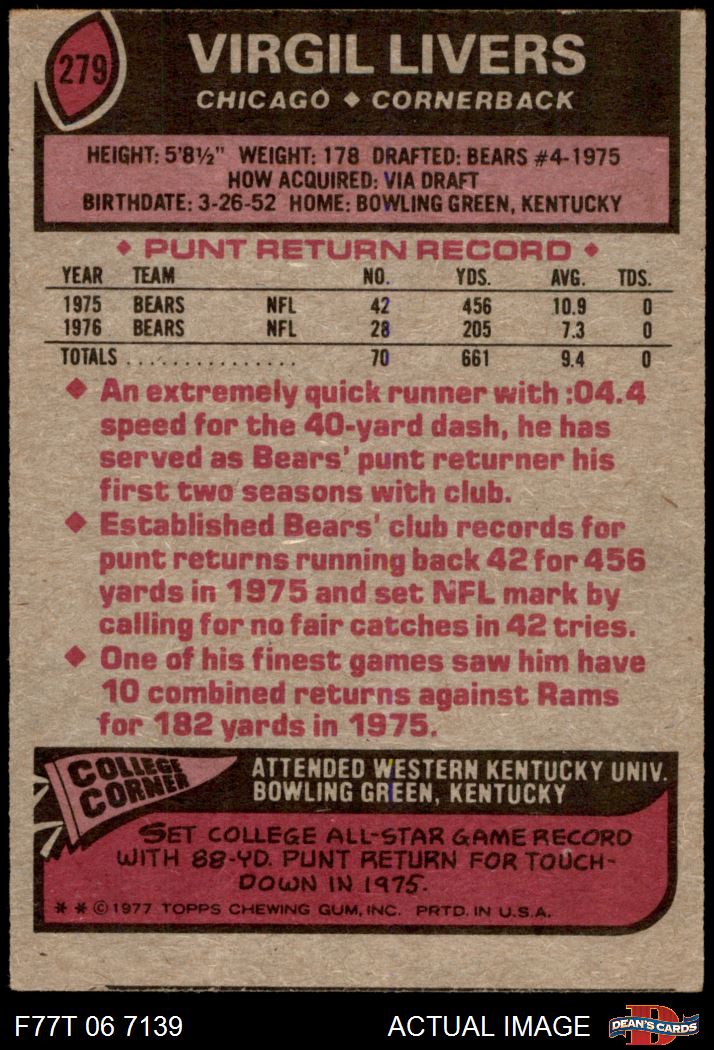 279
VIRGIL LIVERS
CHICAGO ♦ CORNERBACK
HEIGHT: 5'8½" WEIGHT: 178 DRAFTED: BEARS #4-1975
HOW ACQUIRED: VIA DRAFT
BIRTHDATE: 3-26-52 HOME: BOWLING GREEN, KENTUCKY
♦ PUNT RETURN RECORD ♦
YEAR TEAM NO. YDS. AVG. TDS.
1975 BEARS NFL 42 456 10.9 0
1976 BEARS NFL 28 205 7.3 0
TOTALS ............... 70 661 9.4 0
♦ An extremely quick runner with :04.4
speed for the 40-yard dash, he has
served as Bears' punt returner his
first two seasons with club.
♦ Established Bears' club records for
punt returns running back 42 for 456
yards in 1975 and set NFL mark by
calling for no fair catches in 42 tries.
♦ One of his finest games saw him have
10 combined returns against Rams
for 182 yards in 1975.
COLLEGE
CORNER
ATTENDED WESTERN KENTUCKY UNIV.
BOWLING GREEN, KENTUCKY
SET COLLEGE ALL-STAR GAME RECORD
WITH 88-YD. PUNT RETURN FOR TOUCH-
DOWN IN 1975.
* * © 1977 TOPPS CHEWING GUM, INC. PRTD. IN U.S.A.
F77T 06 7139
ACTUAL IMAGE
D
DEAN'S CARDS